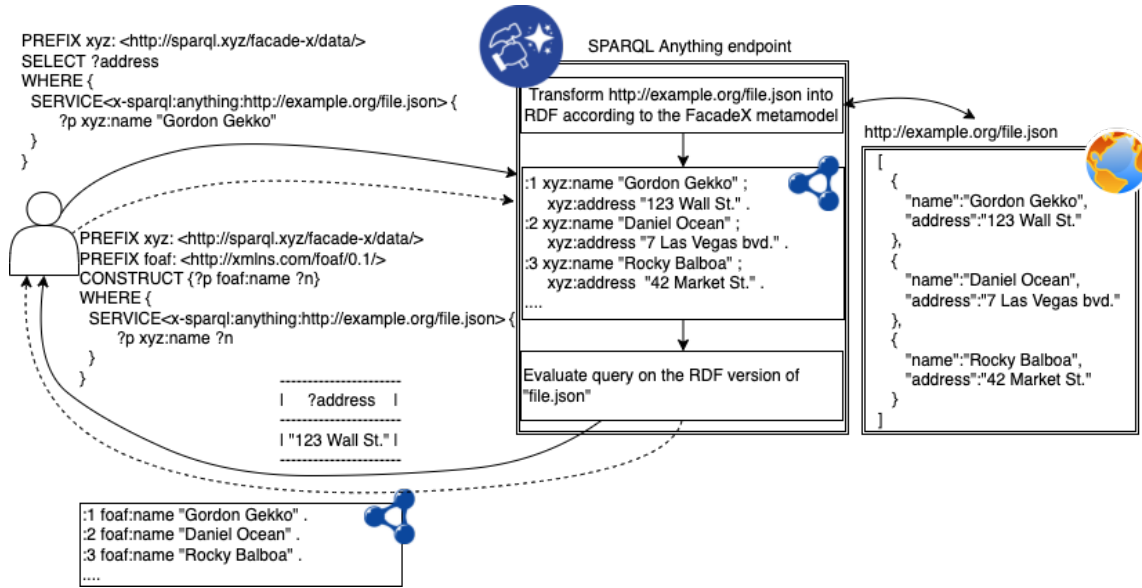 PREFIX xyz: <http://sparql.xyz/facade-x/data/>
SELECT ?address
WHERE {
SERVICE<x-sparql:anything:http://example.org/file.json> {
?p xyz:name "Gordon Gekko"
}
}
PREFIX xyz: <http://sparql.xyz/facade-x/data/>
PREFIX foaf: <http://xmlns.com/foaf/0.1/>
CONSTRUCT {?p foaf:name ?n}
WHERE {
SERVICE<x-sparql:anything:http://example.org/file.json> {
?p xyz:name ?n
}
}
---------------------
| ?address |
---------------------
| "123 Wall St." |
---------------------
:1 foaf:name "Gordon Gekko" .
:2 foaf:name "Daniel Ocean" .
:3 foaf:name "Rocky Balboa" .
....
SPARQL Anything endpoint
Transform http://example.org/file.json into
RDF according to the FacadeX metamodel
:1 xyz:name "Gordon Gekko" ;
xyz:address "123 Wall St." .
:2 xyz:name "Daniel Ocean" ;
xyz:address "7 Las Vegas bvd." .
:3 xyz:name "Rocky Balboa" ;
xyz:address "42 Market St." .
....
Evaluate query on the RDF version of
"file.json"
http://example.org/file.json
[
{
"name":"Gordon Gekko",
"address":"123 Wall St."
},
{
"name":"Daniel Ocean",
"address":"7 Las Vegas bvd."
},
{
"name":"Rocky Balboa",
"address":"42 Market St."
}
]